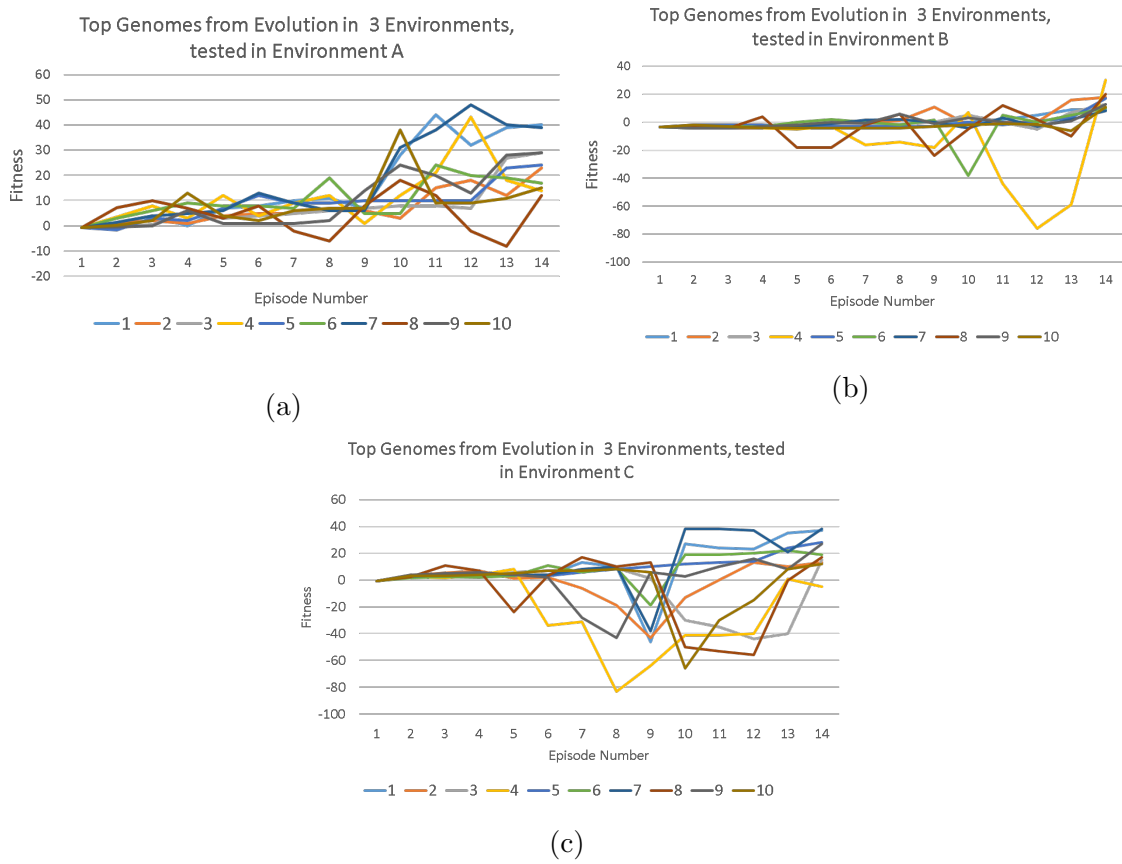 Top Genomes from Evolution in 3 Environments,
tested in Environment A
60
50
40
30
20
10
0
-10
-20
Fitness
1 2 3 4 5 6 7 8 9 10 11 12 13 14
Episode Number
1 2 3 4 5 6 7 8 9 10
(a)
Top Genomes from Evolution in 3 Environments,
tested in Environment B
40
20
0
-20
-40
-60
-80
-100
Fitness
1 2 3 4 5 6 7 8 9 10 11 12 13 14
Episode Number
1 2 3 4 5 6 7 8 9 10
(b)
Top Genomes from Evolution in 3 Environments, tested
in Environment C
60
40
20
0
-20
-40
-60
-80
-100
Fitness
1 2 3 4 5 6 7 8 9 10 11 12 13 14
Episode Number
1 2 3 4 5 6 7 8 9 10
(c)